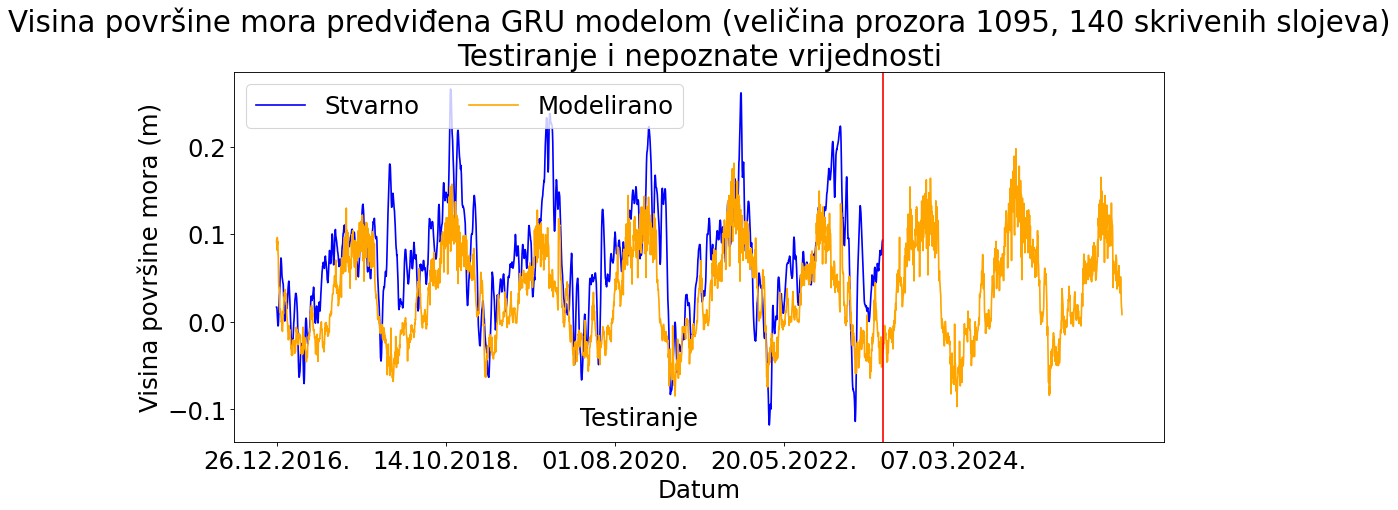 Visina površine mora predviđena GRU modelom (veličina prozora 1095, 140 skrivenih slojeva)
Testiranje i nepoznate vrijednosti
Stvarno Modelirano
Visina površine mora (m)
0.2
0.1
0.0
−0.1
Testiranje
26.12.2016. 14.10.2018. 01.08.2020. 20.05.2022. 07.03.2024.
Datum